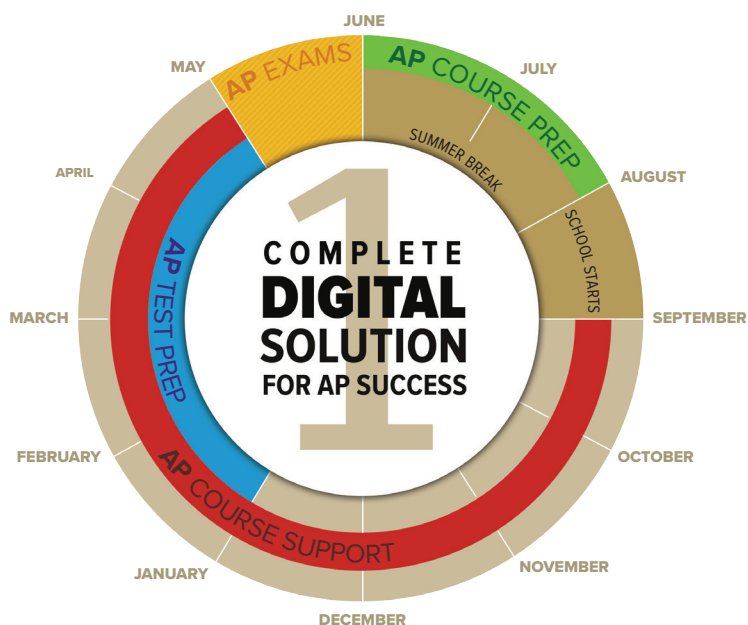 JUNE
JULY
AUGUST
SEPTEMBER
OCTOBER
NOVEMBER
DECEMBER
JANUARY
FEBRUARY
MARCH
APRIL
MAY
AP EXAMS
AP COURSE PREP
SUMMER BREAK
SCHOOL STARTS
AP TEST PREP
AP COURSE SUPPORT
1
COMPLETE
DIGITAL
SOLUTION
FOR AP SUCCESS